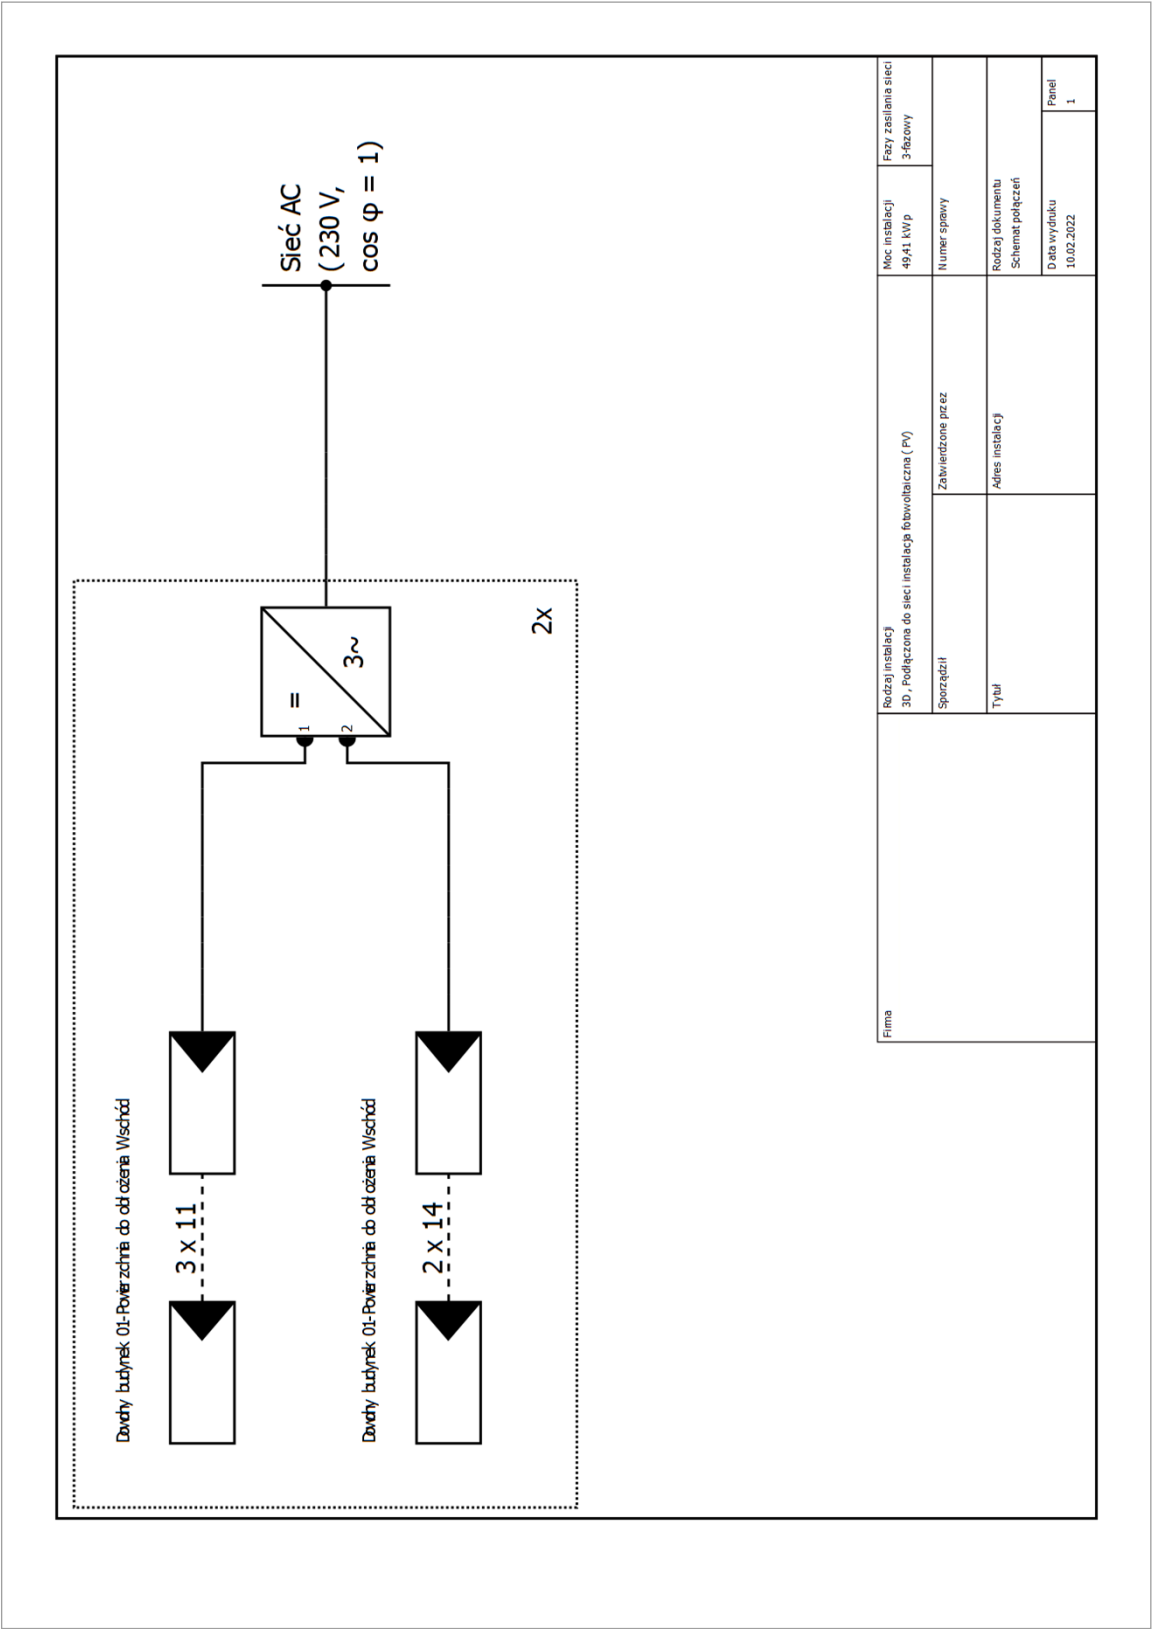 Sieć AC
(230 V,
cos φ = 1)
=
3~
1
2
2x
Dowolny budynek 01-Powierzchnia do obłożenia Wschód
3 x 11
Dowolny budynek 01-Powierzchnia do obłożenia Wschód
2 x 14
Firma
Rodzaj instalacji
3D , Podłączona do sieci instalacja fotowoltaiczna ( PV)
Moc instalacji
49,41 kWp
Fazy zasilania sieci
3-fazowy
Sporządził
Zatwierdzone przez
Numer sprawy
Tytuł
Adres instalacji
Rodzaj dokumentu
Schemat połączeń
Data wydruku
10.02.2022
Panel
1